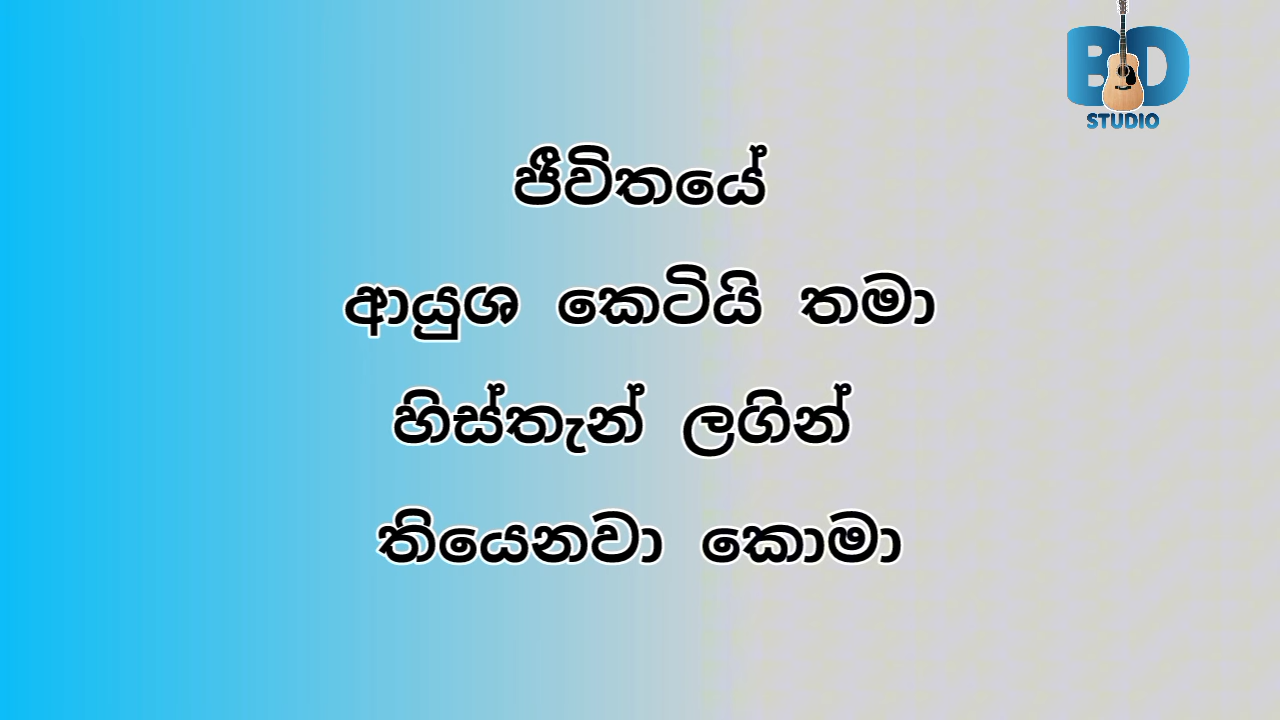 BD
STUDIO
ජීවිතයේ
ආයුශ කෙටියි තමා
හිස්තැන් ලගින්
තියෙනවා කොමා